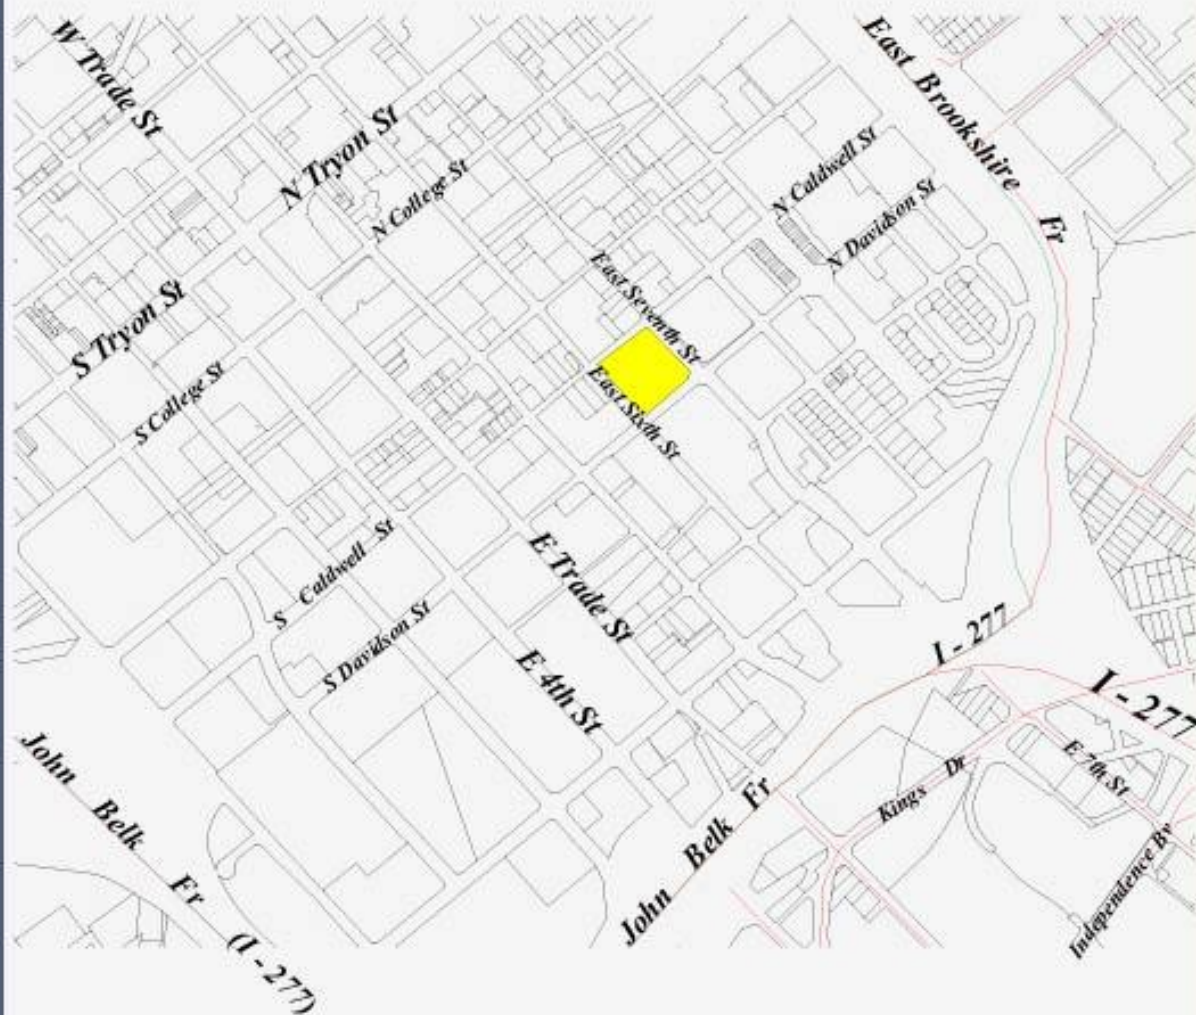 W Trade St
East Brookshire Fr
N Tryon St
N College St
N Caldwell St
N Davidson St
East Seventh St
S Tryon St
East Sixth St
S College St
S Caldwell St
E Trade St
S Davidson St
I - 277
E 4th St
I - 277
John Belk Fr (I - 277)
E 7th St
Kings Dr
John Belk Fr
Independence Bv